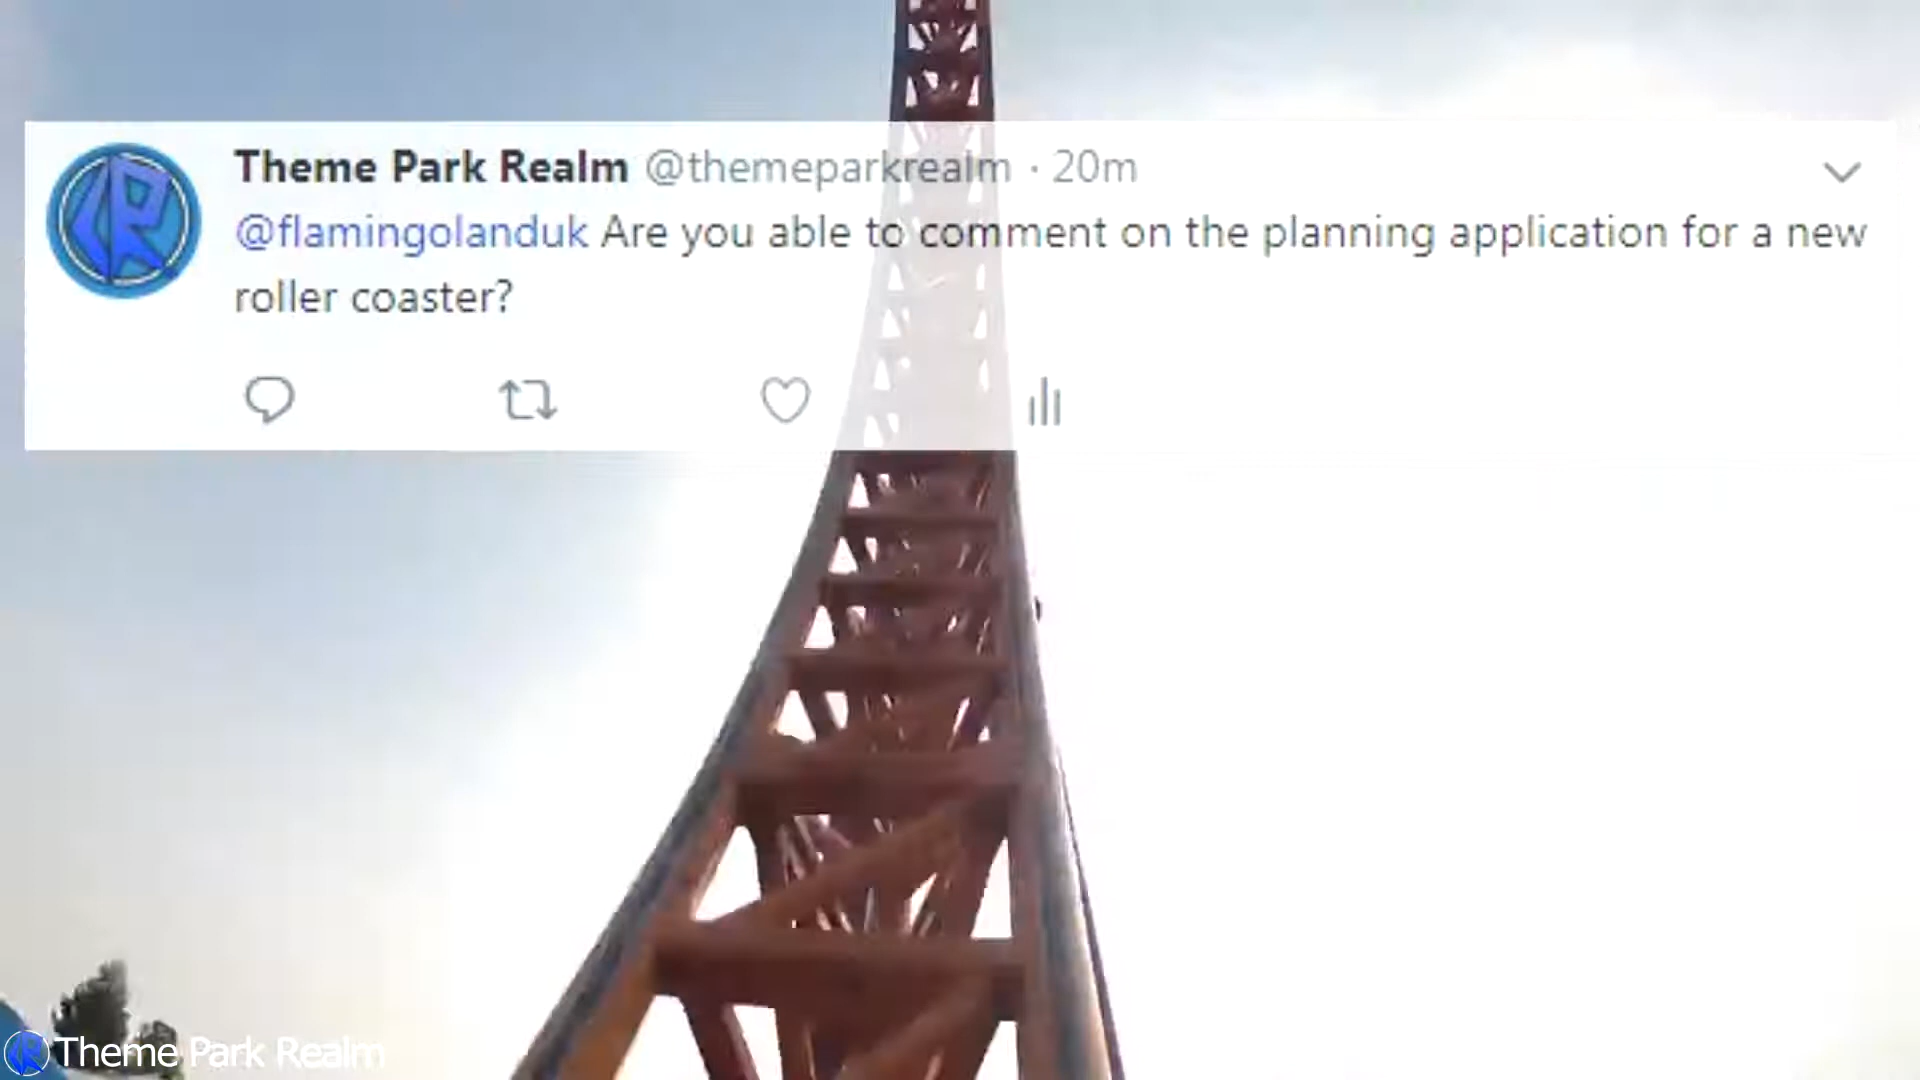 Theme Park Realm @themeparkrealm · 20m
@flamingolanduk Are you able to comment on the planning application for a new
roller coaster?
Theme Park Realm